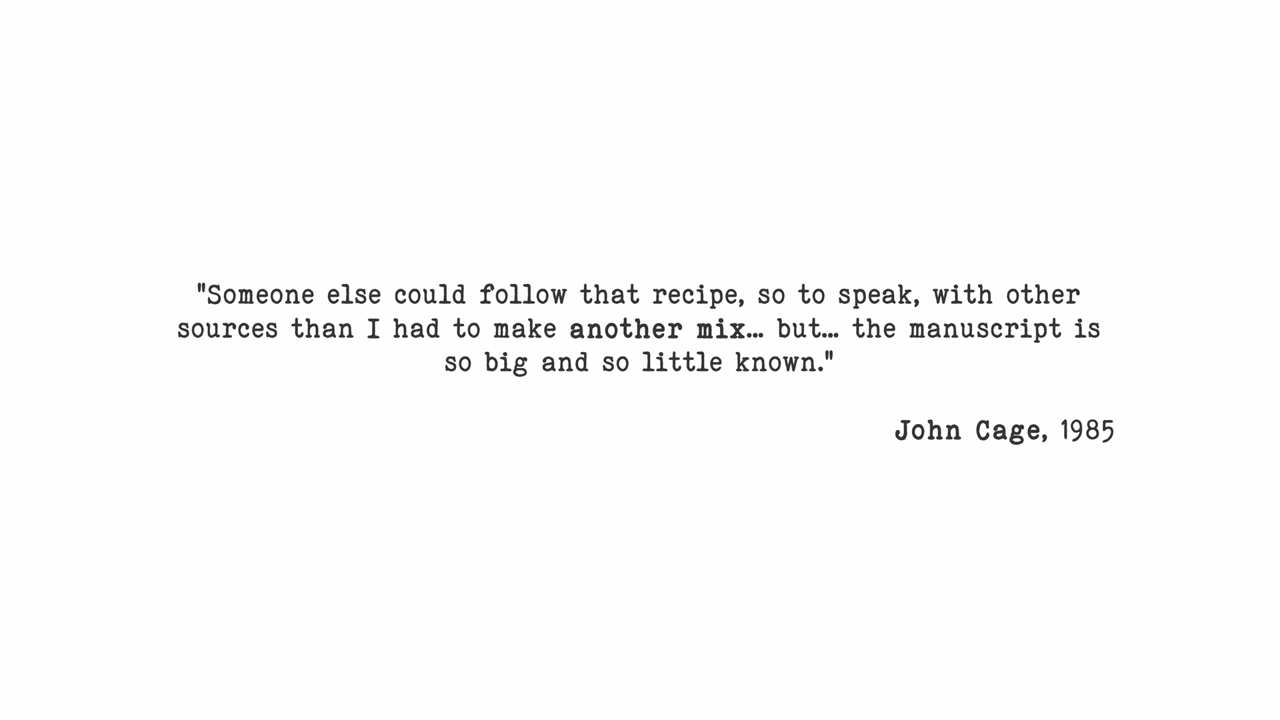 "Someone else could follow that recipe, so to speak, with other
sources than I had to make another mix... but... the manuscript is
so big and so little known."
John Cage, 1985